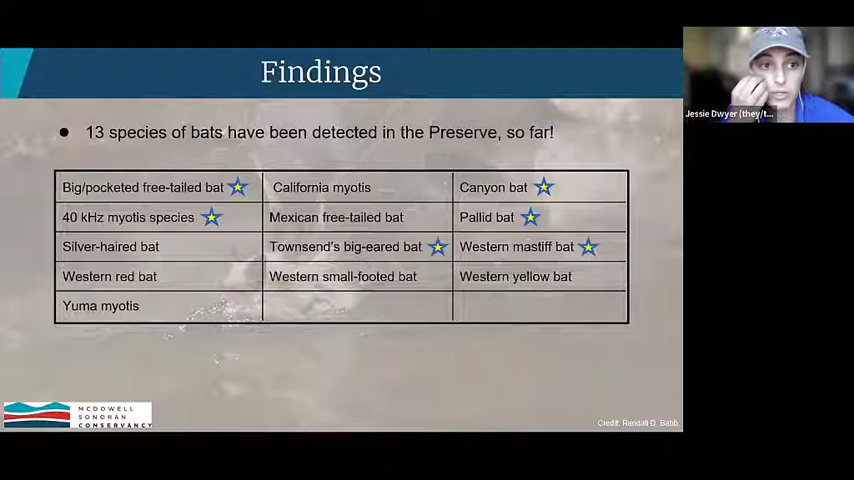 Findings
● 13 species of bats have been detected in the Preserve, so far!
Big/pocketed free-tailed bat California myotis Canyon bat
40 kHz myotis species Mexican free-tailed bat Pallid bat
Silver-haired bat Townsend's big-eared bat Western mastiff bat
Western red bat Western small-footed bat Western yellow bat
Yuma myotis
MCDOWELL
SONORAN
CONSERVANCY
Credit: Randall D. Babb.
Jessie Dwyer (they/t...